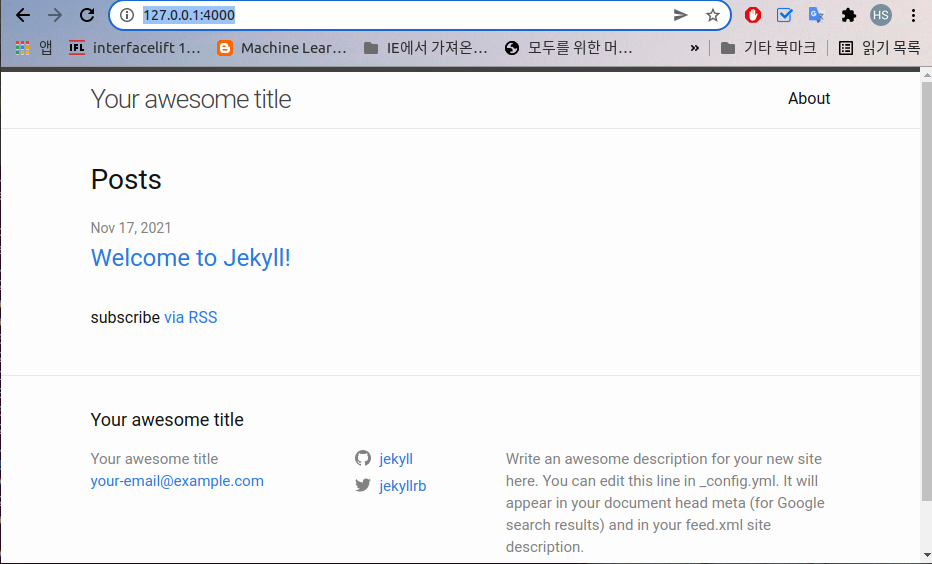 127.0.0.1:4000
HS
앱
IFL interfacelift 1...
Machine Lear...
IE에서 가져온...
모두를 위한 머...
»
기타 북마크
읽기 목록
Your awesome title
About
Posts
Nov 17, 2021
Welcome to Jekyll!
subscribe via RSS
Your awesome title
Your awesome title
your-email@example.com
jekyll
jekyllrb
Write an awesome description for your new site
here. You can edit this line in _config.yml. It will
appear in your document head meta (for Google
search results) and in your feed.xml site
description.